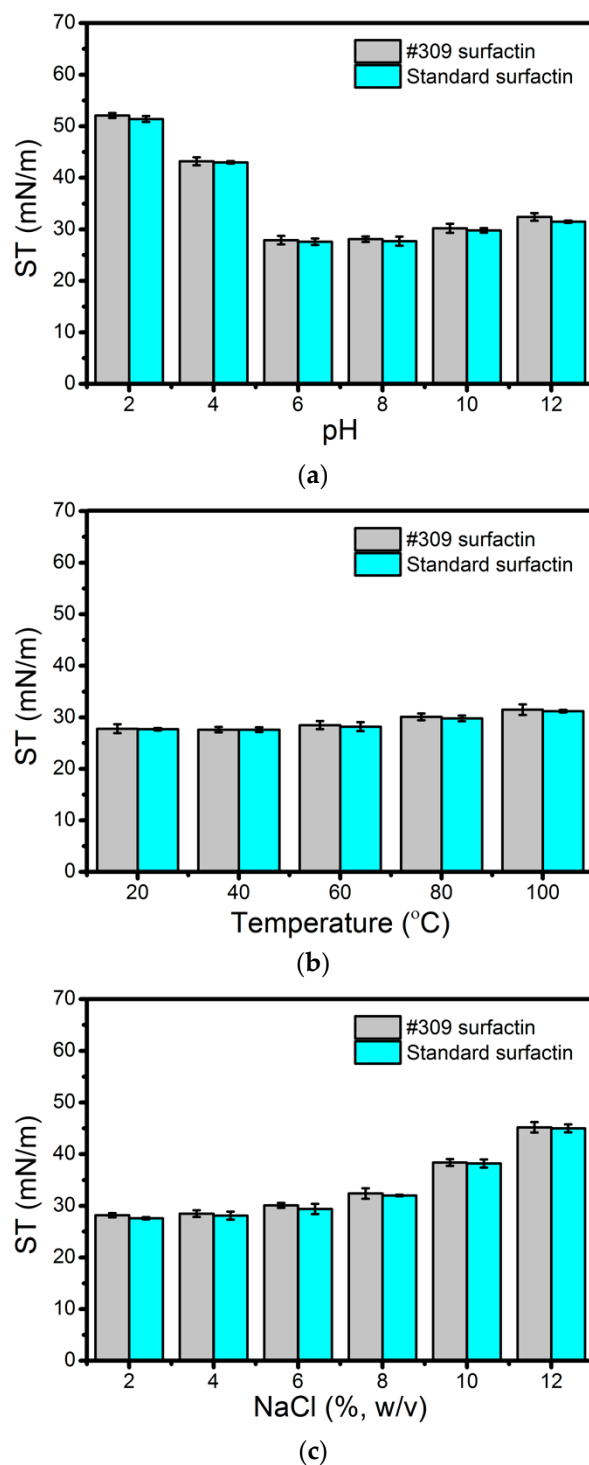 70
60
50
40
30
20
10
0
ST (mN/m)
#309 surfactin
Standard surfactin
2 4 6 8 10 12
pH
(a)
70
60
50
40
30
20
10
0
ST (mN/m)
#309 surfactin
Standard surfactin
20 40 60 80 100
Temperature (°C)
(b)
70
60
50
40
30
20
10
0
ST (mN/m)
#309 surfactin
Standard surfactin
2 4 6 8 10 12
NaCl (%, w/v)
(c)